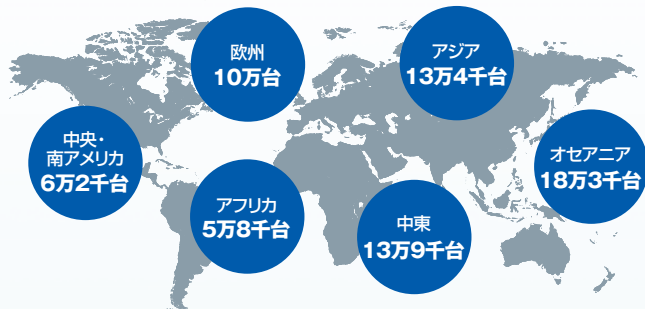 欧州
10万台
アジア
13万4千台
中央・
南アメリカ
6万2千台
アフリカ
5万8千台
中東
13万9千台
オセアニア
18万3千台